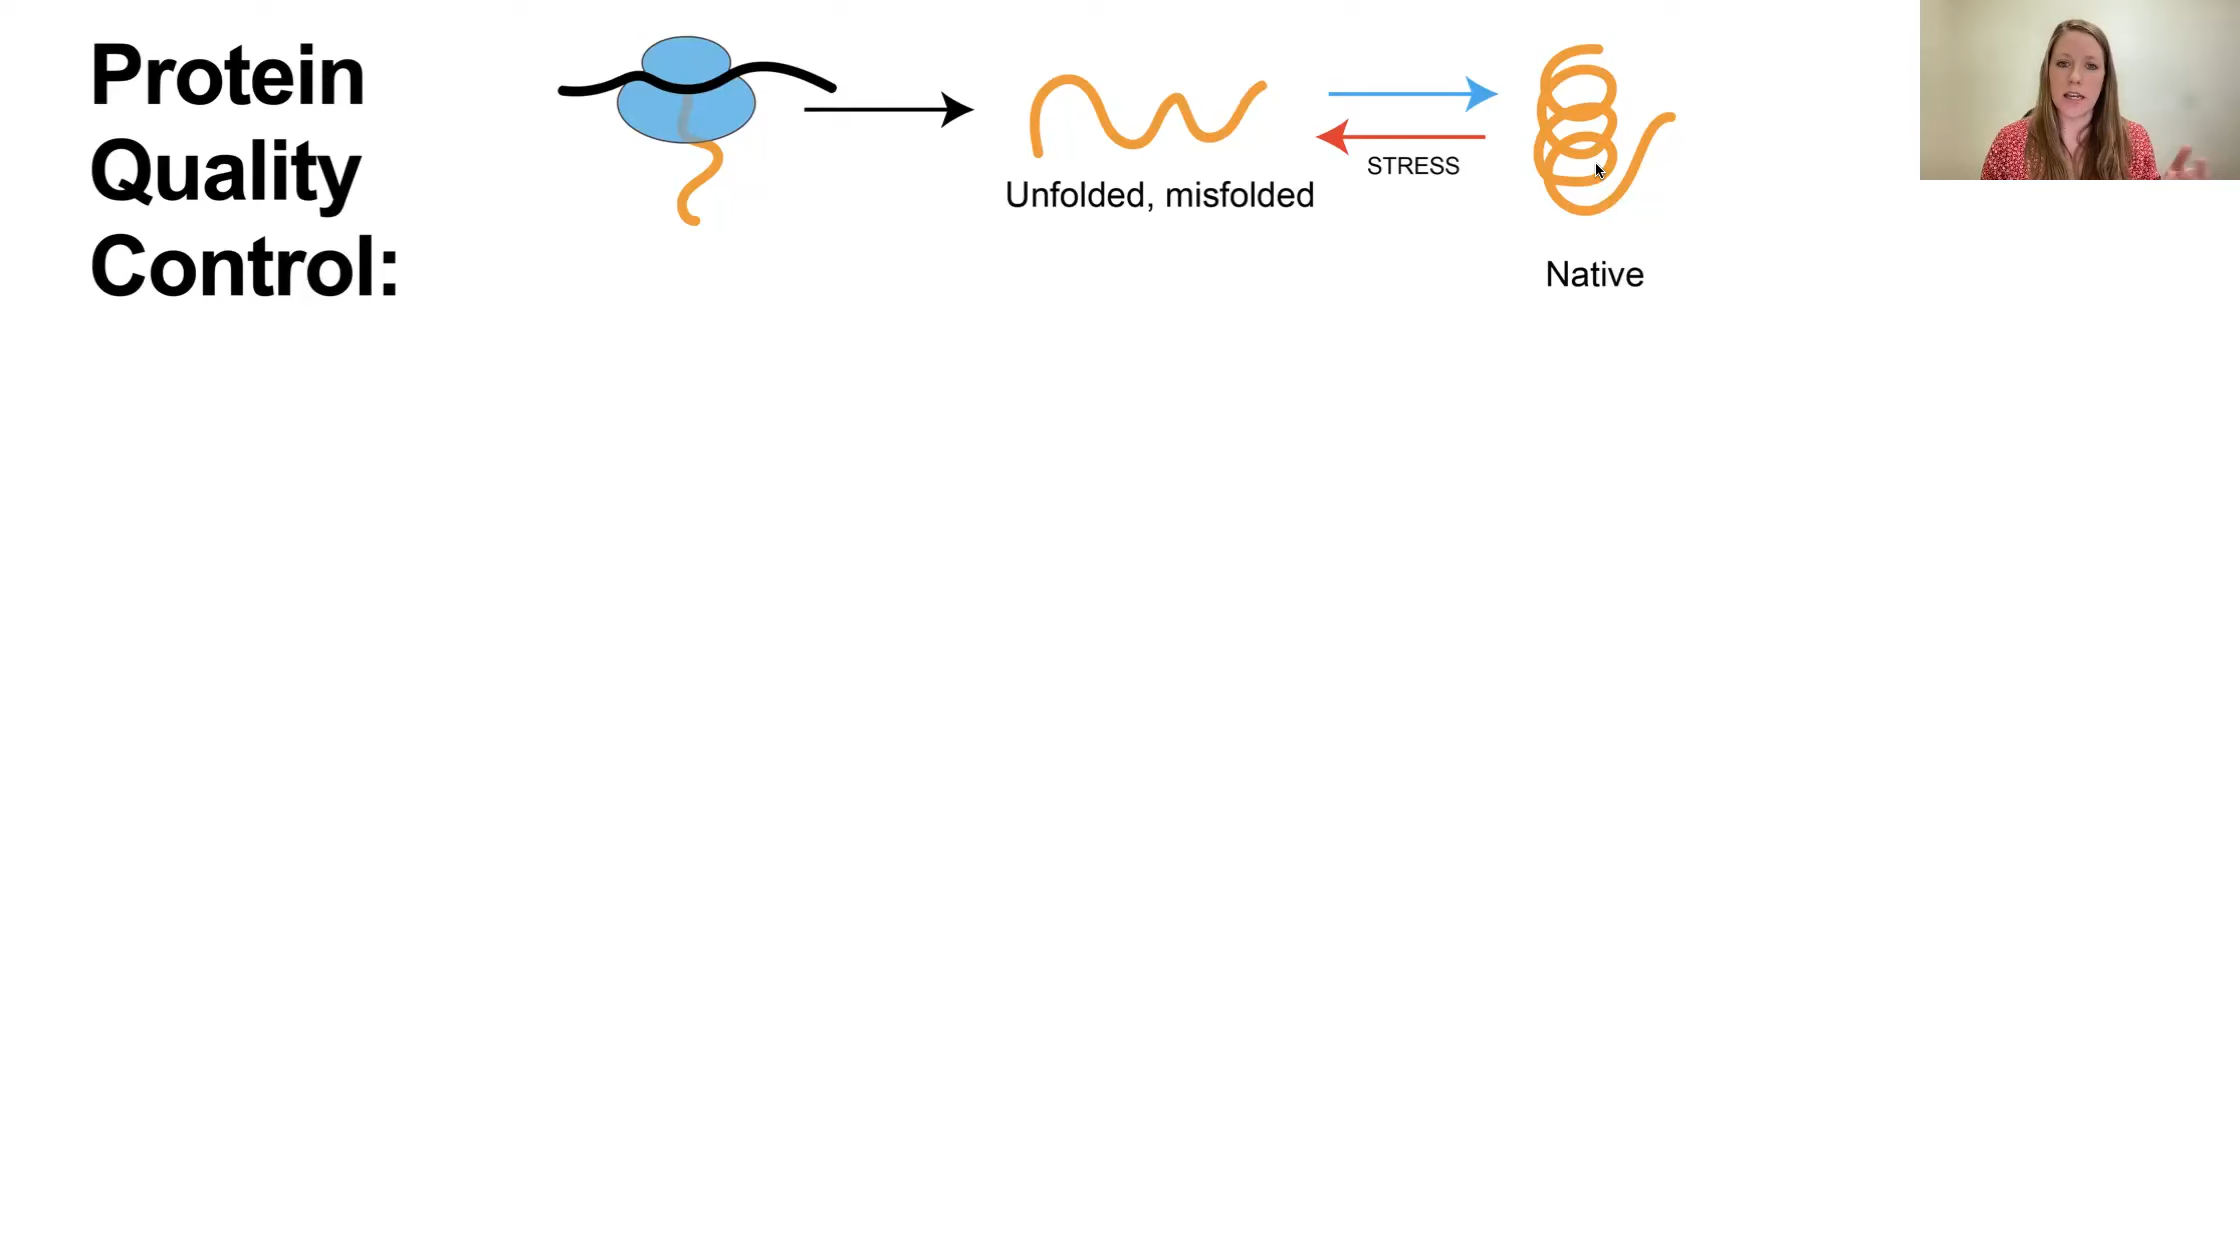 Protein
Quality
Control:
Unfolded, misfolded
STRESS
Native